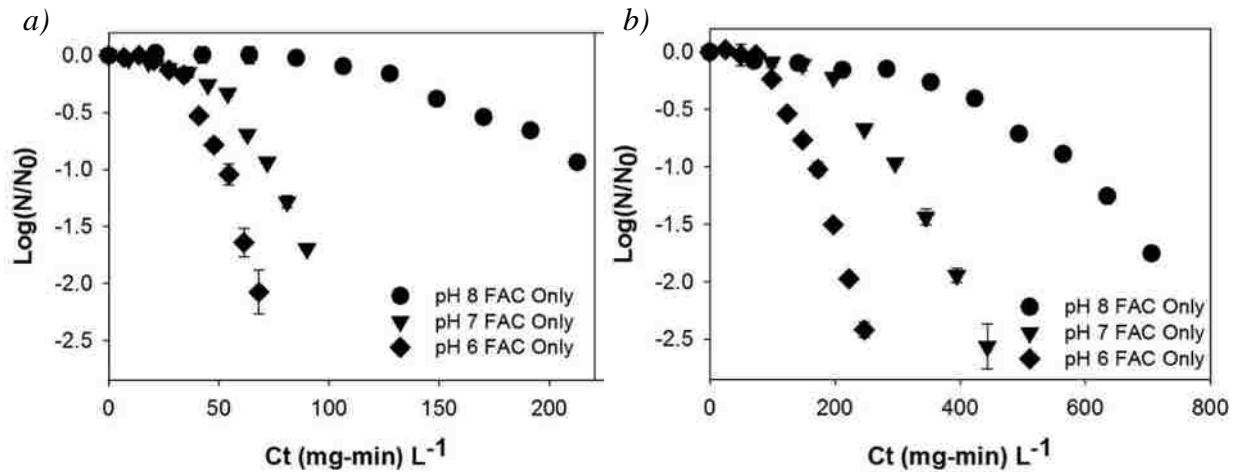 a)
0.0
-0.5
-1.0
-1.5
-2.0
-2.5
Log(N/N0)
pH 8 FAC Only
pH 7 FAC Only
pH 6 FAC Only
0 50 100 150 200
Ct (mg-min) L-1
b)
0.0
-0.5
-1.0
-1.5
-2.0
-2.5
Log(N/N0)
pH 8 FAC Only
pH 7 FAC Only
pH 6 FAC Only
0 200 400 600 800
Ct (mg-min) L-1